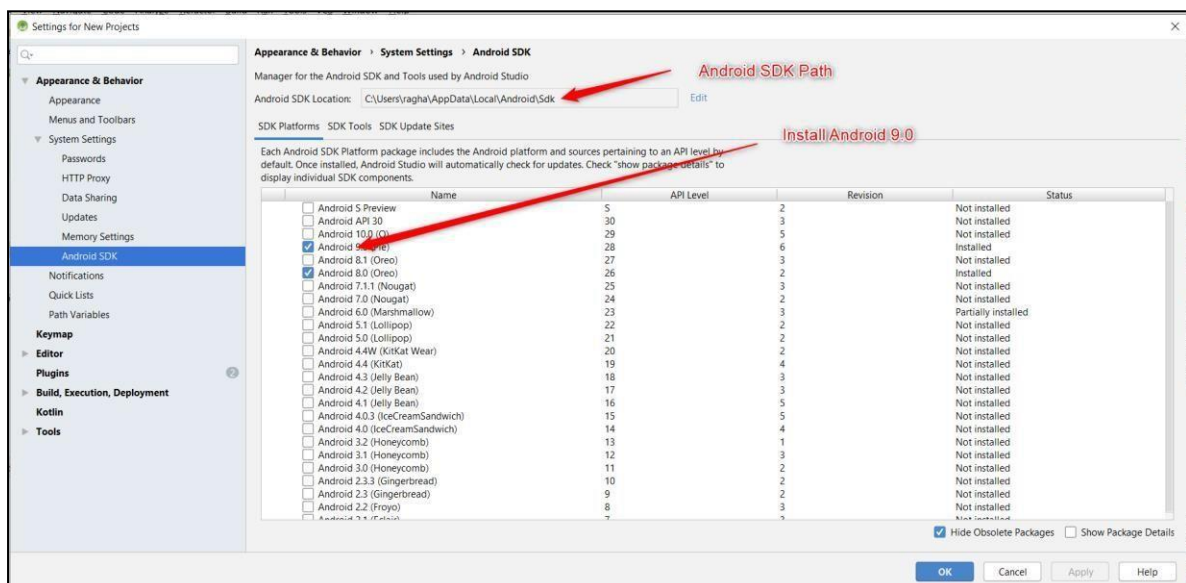 Settings for New Projects
Appearance & Behavior
Appearance
Menus and Toolbars
System Settings
Passwords
HTTP Proxy
Data Sharing
Updates
Memory Settings
Android SDK
Notifications
Quick Lists
Path Variables
Keymap
Editor
Plugins 2
Build, Execution, Deployment
Kotlin
Tools
Appearance & Behavior › System Settings › Android SDK
Manager for the Android SDK and Tools used by Android Studio
Android SDK Path
Android SDK Location: C:\Users\ragha\AppData\Local\Android\Sdk Edit
SDK Platforms SDK Tools SDK Update Sites
Install Android 9.0
Each Android SDK Platform package includes the Android platform and sources pertaining to an API level by
default. Once installed, Android Studio will automatically check for updates. Check "show package details" to
display individual SDK components.
Name API Level Revision Status
Android S Preview S 2 Not installed
Android API 30 30 3 Not installed
Android 10.0 (Q) 29 5 Not installed
Android 28 6 Installed
Android 8.1 (Oreo) 27 3 Not installed
Android 8.0 (Oreo) 26 2 Installed
Android 7.1.1 (Nougat) 25 3 Not installed
Android 7.0 (Nougat) 24 2 Not installed
Android 6.0 (Marshmallow) 23 3 Partially installed
Android 5.1 (Lollipop) 22 2 Not installed
Android 5.0 (Lollipop) 21 2 Not installed
Android 4.4W (KitKat Wear) 20 2 Not installed
Android 4.4 (KitKat) 19 4 Not installed
Android 4.3 (Jelly Bean) 18 3 Not installed
Android 4.2 (Jelly Bean) 17 3 Not installed
Android 4.1 (Jelly Bean) 16 5 Not installed
Android 4.0.3 (IceCreamSandwich) 15 5 Not installed
Android 4.0 (IceCreamSandwich) 14 4 Not installed
Android 3.2 (Honeycomb) 13 1 Not installed
Android 3.1 (Honeycomb) 12 3 Not installed
Android 3.0 (Honeycomb) 11 2 Not installed
Android 2.3.3 (Gingerbread) 10 2 Not installed
Android 2.3 (Gingerbread) 9 2 Not installed
Android 2.2 (Froyo) 8 3 Not installed
Android 2.1 (Eclair) 7 Not installed
Hide Obsolete Packages Show Package Details
OK Cancel Apply Help